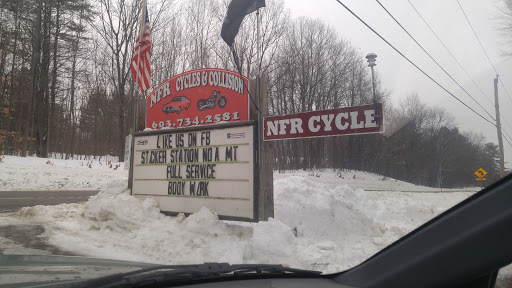 NFR CYCLES & COLLISION
603.734.2581
NFR CYCLE
LIKE US ON FB
STICKER STATION NO A MT
FULL SERVICE
BODY WORK